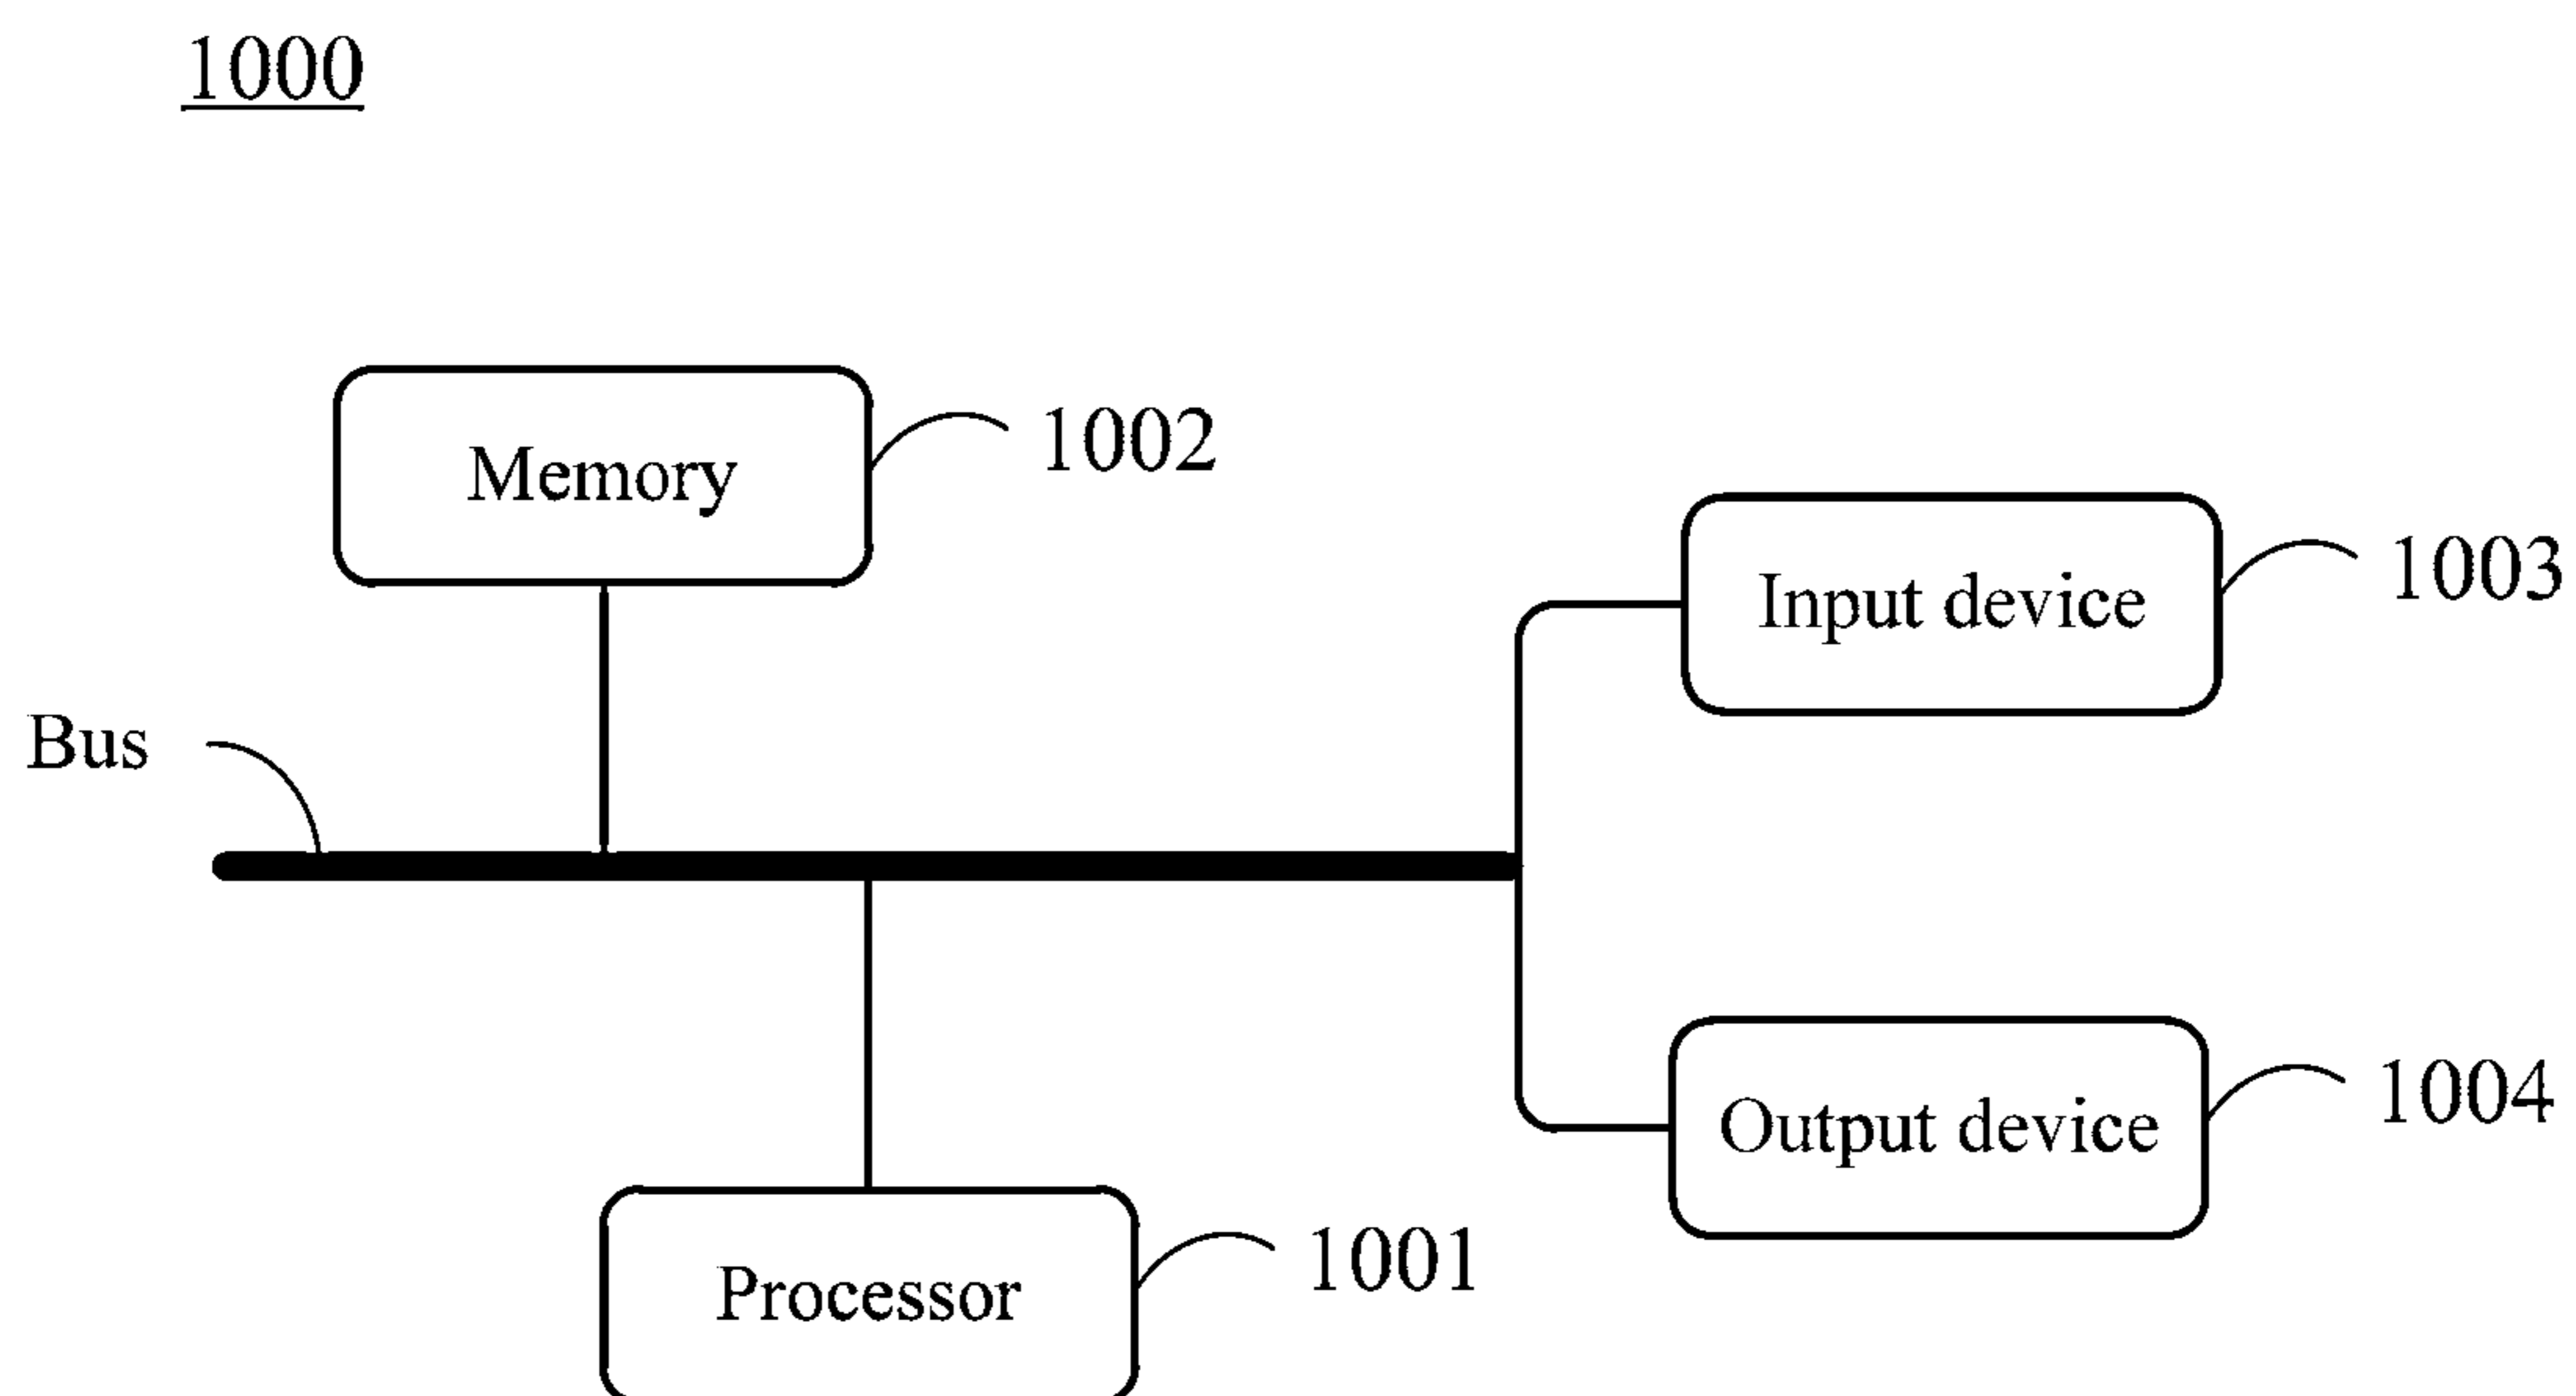 1000
Memory
1002
Input device
1003
Bus
Output device
1004
Processor
1001